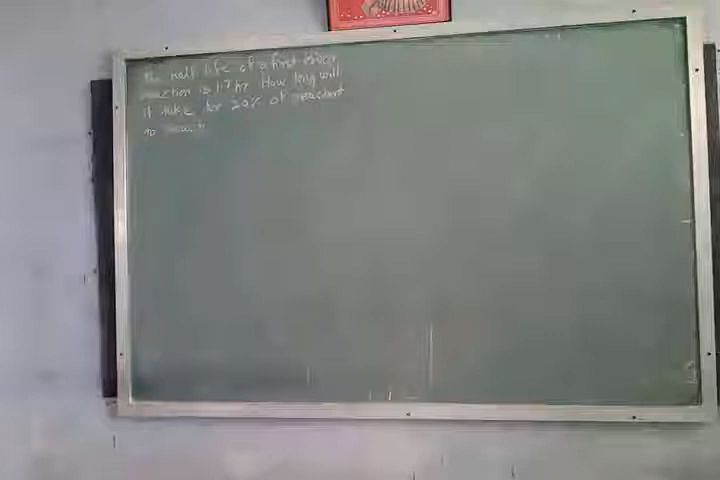 The half life of a first order
reaction is 1.7 hr How long will
it take for 20% of reactant
to react